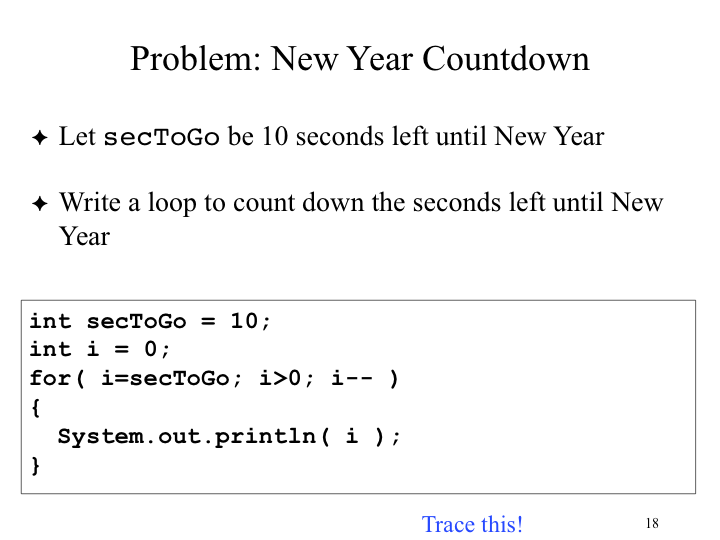 Problem: New Year Countdown
✦ Let secToGo be 10 seconds left until New Year
✦ Write a loop to count down the seconds left until New
Year
int secToGo = 10;
int i = 0;
for( i=secToGo; i>0; i-- )
{
  System.out.println( i );
}
Trace this!
18